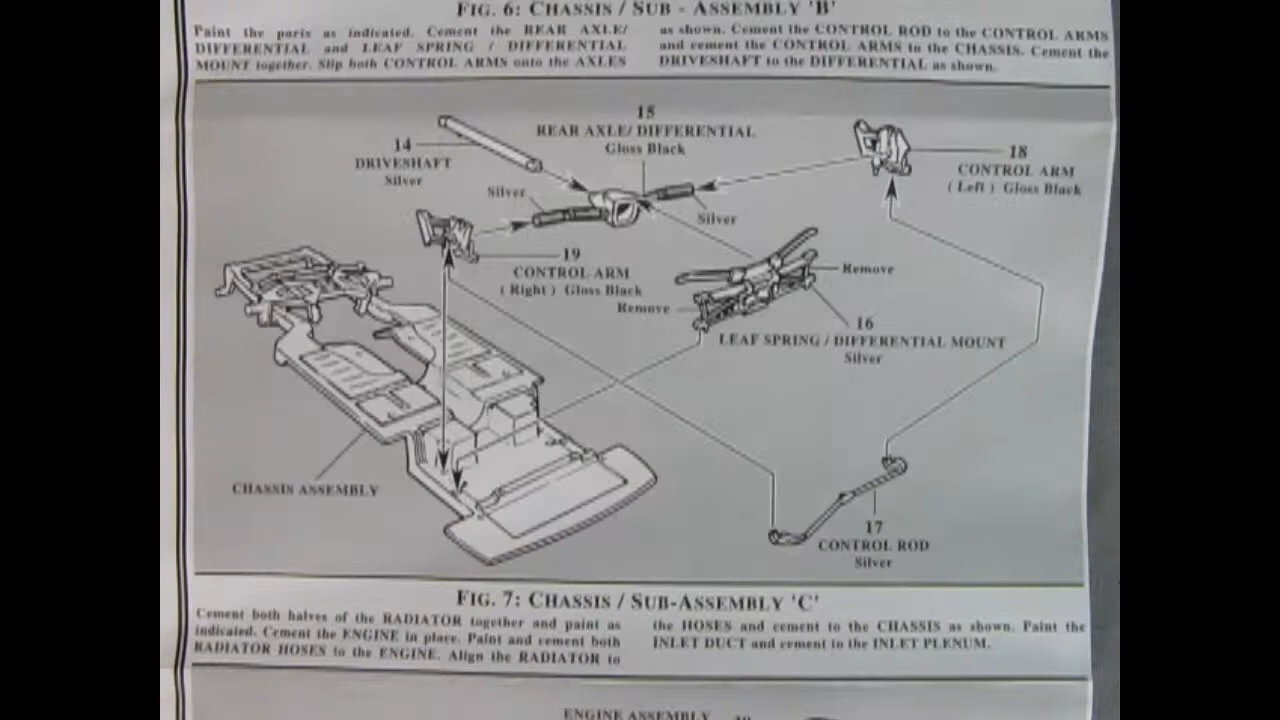 FIG. 6: CHASSIS / SUB - ASSEMBLY 'B'
Paint the parts as indicated. Cement the REAR AXLE/
DIFFERENTIAL and LEAF SPRING / DIFFERENTIAL
MOUNT together. Slip both CONTROL ARMS onto the AXLES
as shown. Cement the CONTROL ROD to the CONTROL ARMS
and cement the CONTROL ARMS to the CHASSIS. Cement the
DRIVESHAFT to the DIFFERENTIAL as shown.
15
REAR AXLE/ DIFFERENTIAL
Gloss Black
14
DRIVESHAFT
Silver
18
CONTROL ARM
( Left ) Gloss Black
Silver
Silver
19
CONTROL ARM
( Right ) Gloss Black
Remove
Remove
16
LEAF SPRING / DIFFERENTIAL MOUNT
Silver
CHASSIS ASSEMBLY
17
CONTROL ROD
Silver
FIG. 7: CHASSIS / SUB-ASSEMBLY 'C'
Cement both halves of the RADIATOR together and paint as
indicated. Cement the ENGINE in place. Paint and cement both
RADIATOR HOSES to the ENGINE. Align the RADIATOR to
the HOSES and cement to the CHASSIS as shown. Paint the
INLET DUCT and cement to the INLET PLENUM.
ENGINE ASSEMBLY